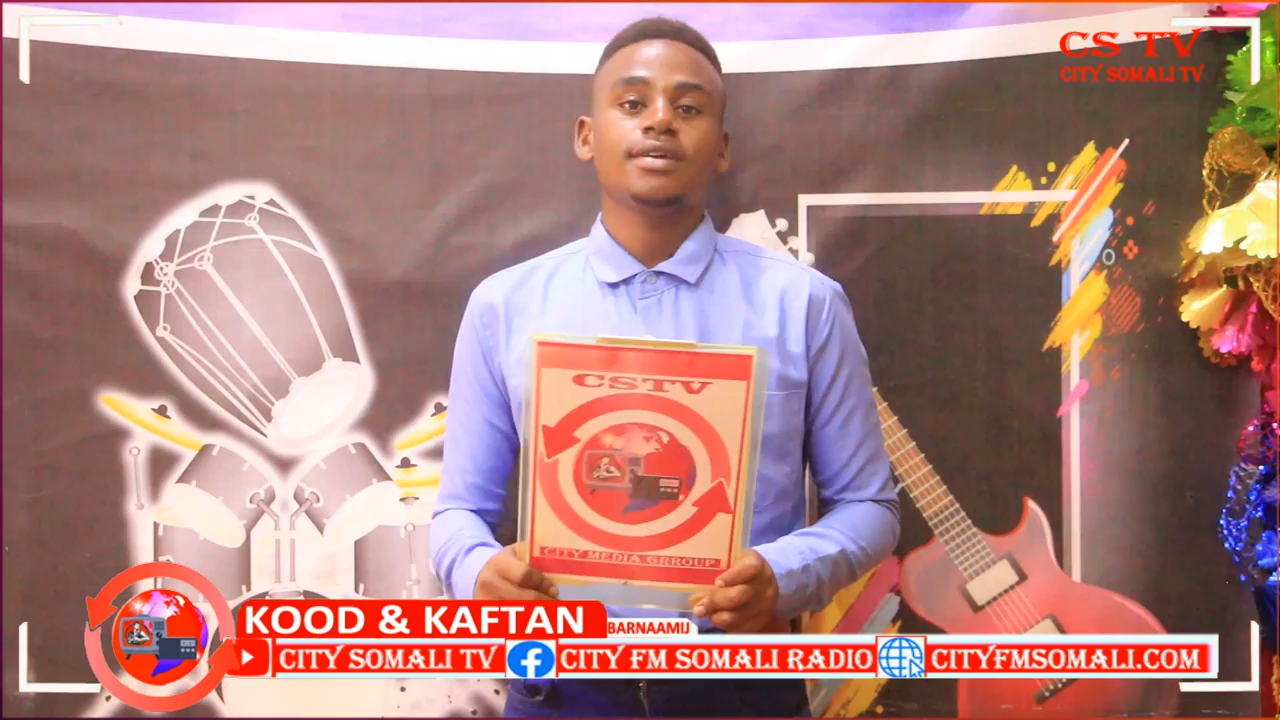 CS TV
CITY SOMALI TV
CSTV
CITY MEDIA GRROUP
KOOD & KAFTAN
BARNAAMIJ
CITY SOMALI TV
CITY FM SOMALI RADIO
CITYFMSOMALI.COM